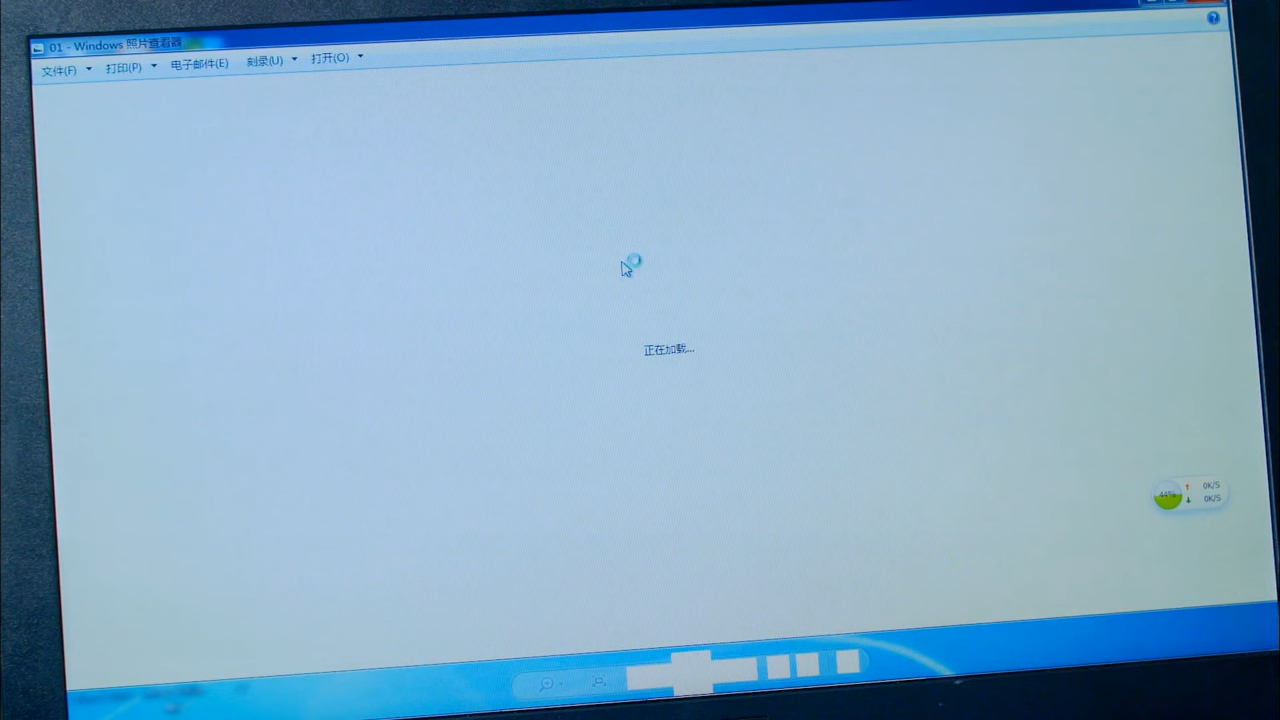 01 - Windows 照片查看器
文件(F) 打印(P) 电子邮件(E) 刻录(U) 打开(O)
正在加载...
44%
0K/S
0K/S